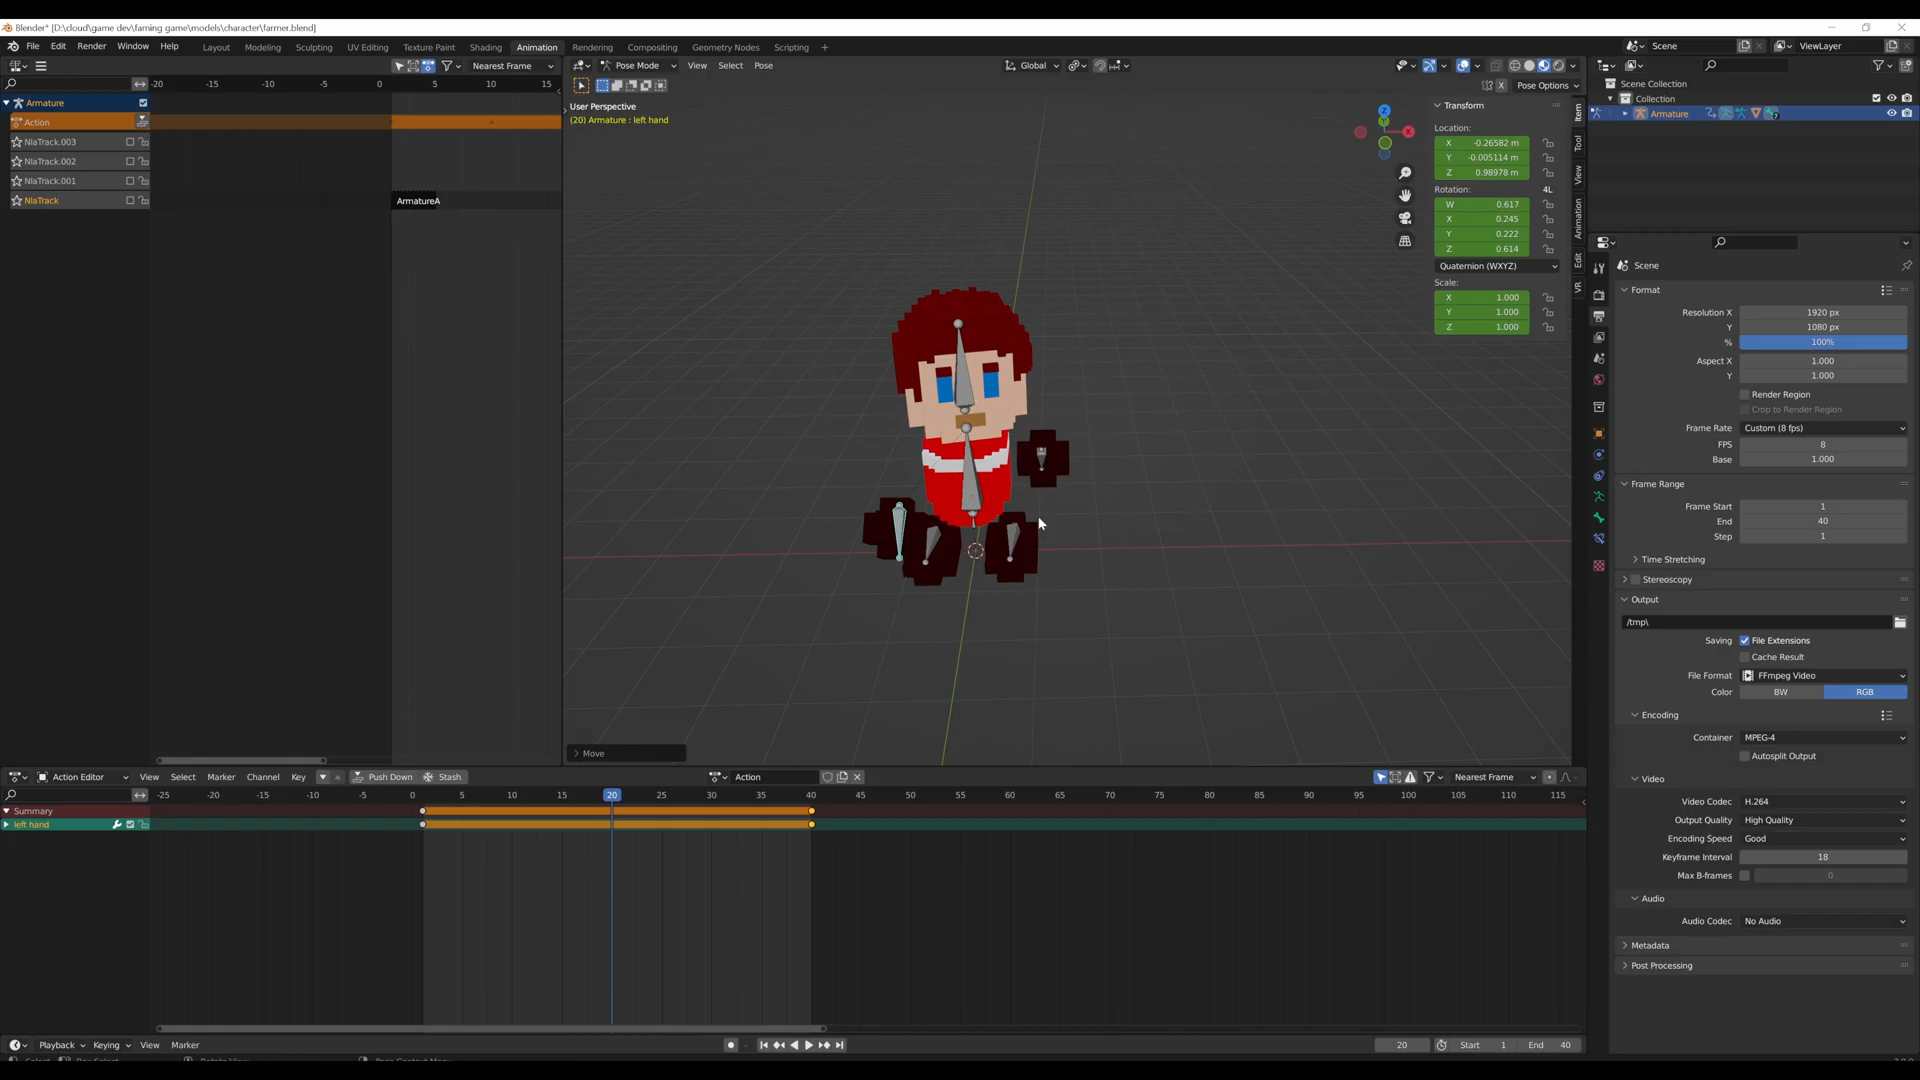 Blender* [D:\cloud\game dev\faming game\models\character\farmer.blend]
File Edit Render Window Help Layout Modeling Sculpting UV Editing Texture Paint Shading Animation Rendering Compositing Geometry Nodes Scripting + Scene ViewLayer
Nearest Frame Pose Mode View Select Pose Global
-20 -15 -10 -5 0 5 10 15
Pose Options
Armature
Action
NlaTrack.003
NlaTrack.002
NlaTrack.001
NlaTrack
ArmatureA
User Perspective
(20) Armature : left hand
Z
Y
X
Transform
Location:
X -0.26582 m
Y -0.005114 m
Z 0.98978 m
Rotation: 4L
W 0.617
X 0.245
Y 0.222
Z 0.614
Quaternion (WXYZ)
Scale:
X 1.000
Y 1.000
Z 1.000
Item
Tool
View
Animation
Edit
VR
Move
Scene Collection
Collection
Armature
Scene
Format
Resolution X 1920 px
Y 1080 px
% 100%
Aspect X 1.000
Y 1.000
Render Region
Crop to Render Region
Frame Rate Custom (8 fps)
FPS 8
Base 1.000
Frame Range
Frame Start 1
End 40
Step 1
Time Stretching
Stereoscopy
Output
/tmp\
Saving File Extensions
Cache Result
File Format FFmpeg Video
Color BW RGB
Encoding
Container MPEG-4
Autosplit Output
Video
Video Codec H.264
Output Quality High Quality
Encoding Speed Good
Keyframe Interval 18
Max B-frames 0
Audio
Audio Codec No Audio
Metadata
Post Processing
Action Editor View Select Marker Channel Key Push Down Stash Action Nearest Frame
-25 -20 -15 -10 -5 0 5 10 15 20 25 30 35 40 45 50 55 60 65 70 75 80 85 90 95 100 105 110 115
Summary
left hand
Playback Keying View Marker 20 Start 1 End 40